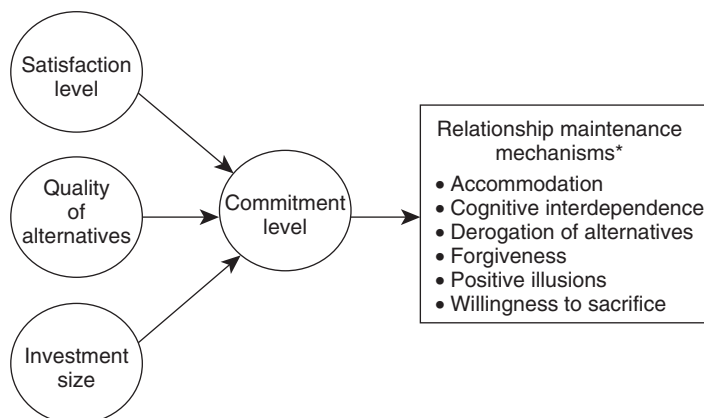 Satisfaction
level
Quality
of
alternatives
Investment
size
Commitment
level
Relationship maintenance
mechanisms*
• Accommodation
• Cognitive interdependence
• Derogation of alternatives
• Forgiveness
• Positive illusions
• Willingness to sacrifice